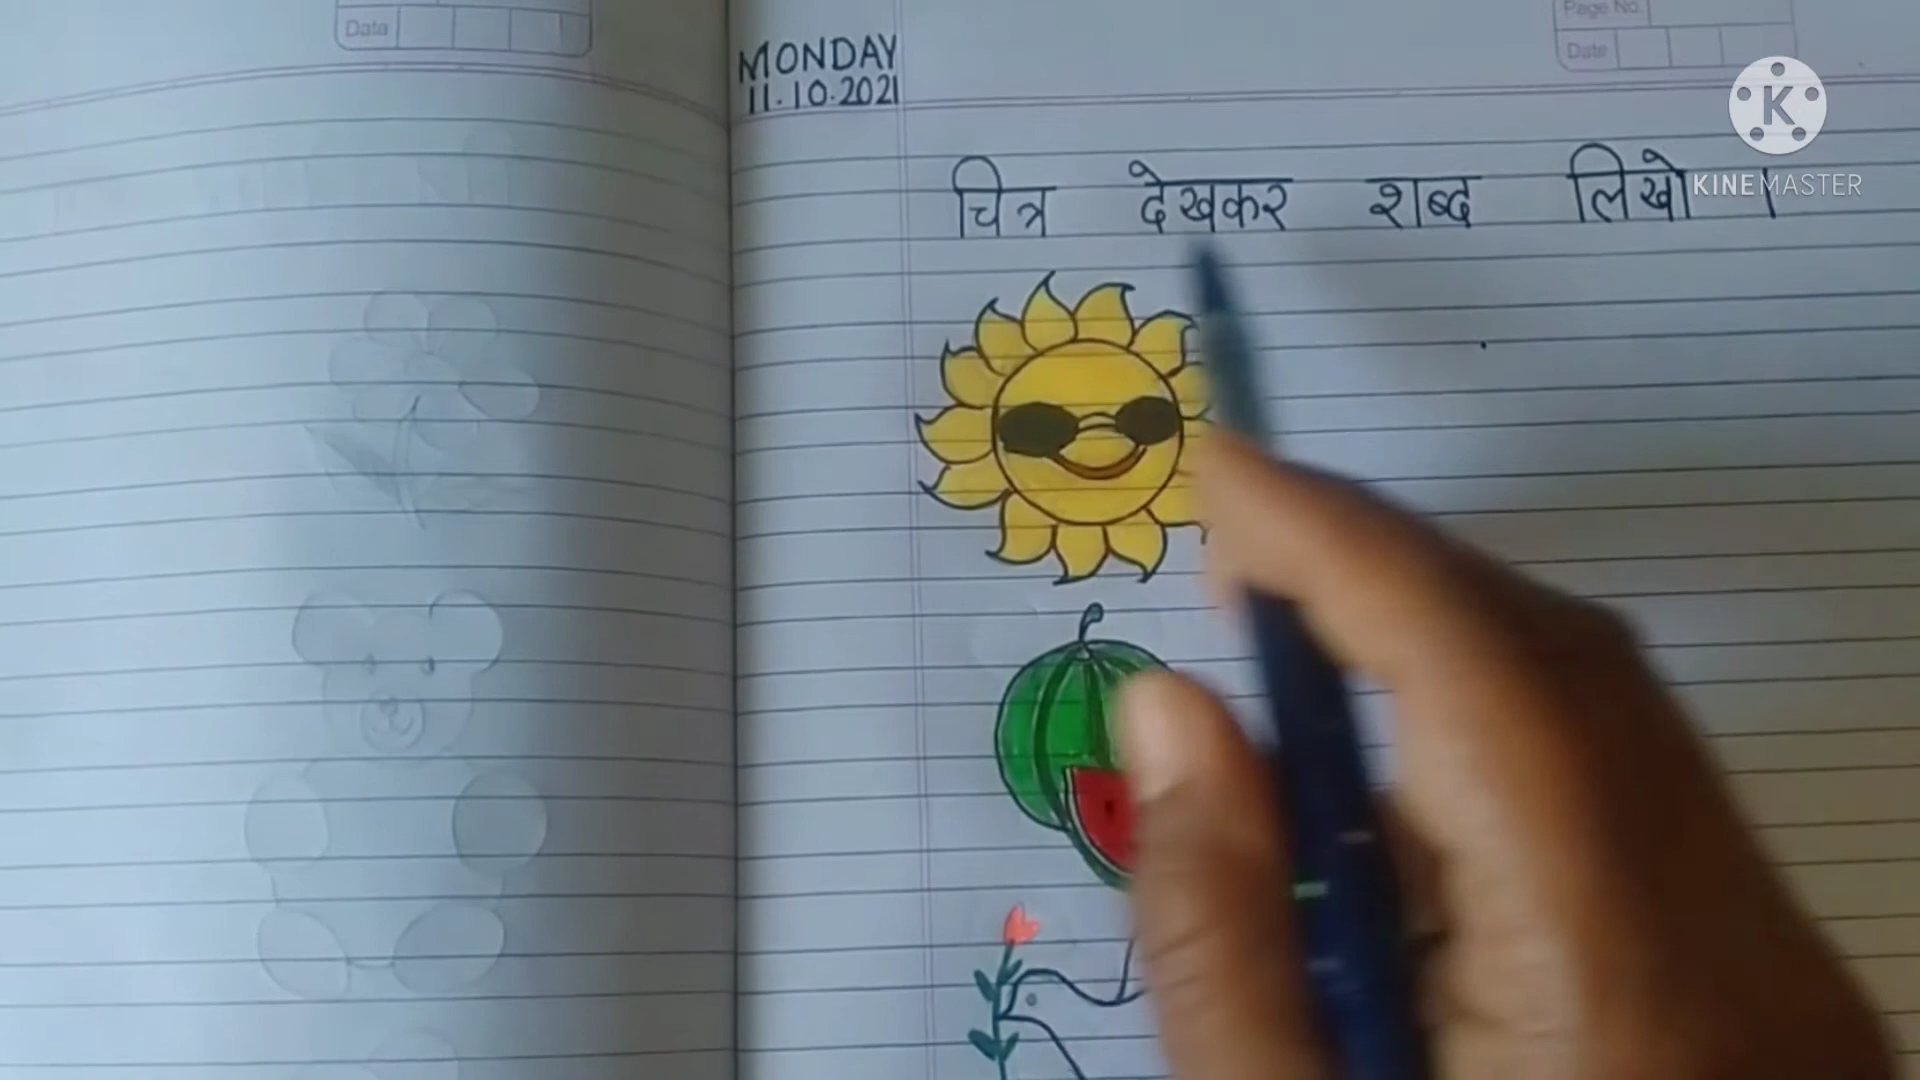 Data
MONDAY
11.10.2021
Page No.
Date
K
KINEMASTER
चित्र देखकर शब्द लिखो ।